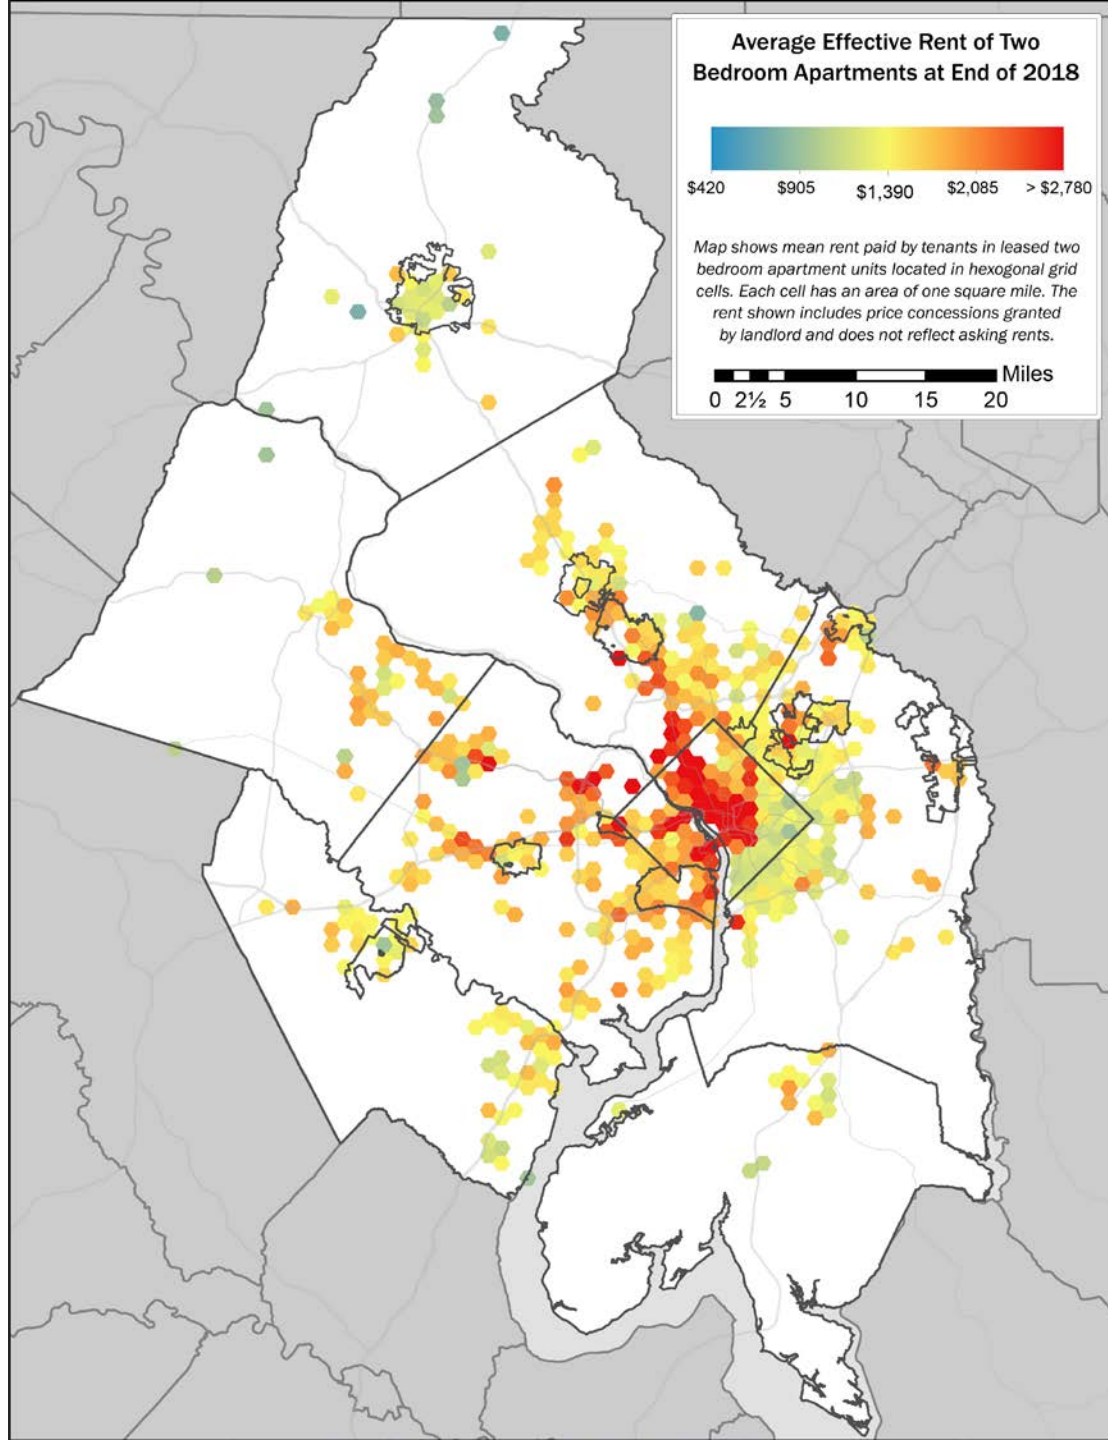 Average Effective Rent of Two
Bedroom Apartments at End of 2018
$420 $905 $1,390 $2,085 > $2,780
Map shows mean rent paid by tenants in leased two
bedroom apartment units located in hexogonal grid
cells. Each cell has an area of one square mile. The
rent shown includes price concessions granted
by landlord and does not reflect asking rents.
Miles
0 2½ 5 10 15 20